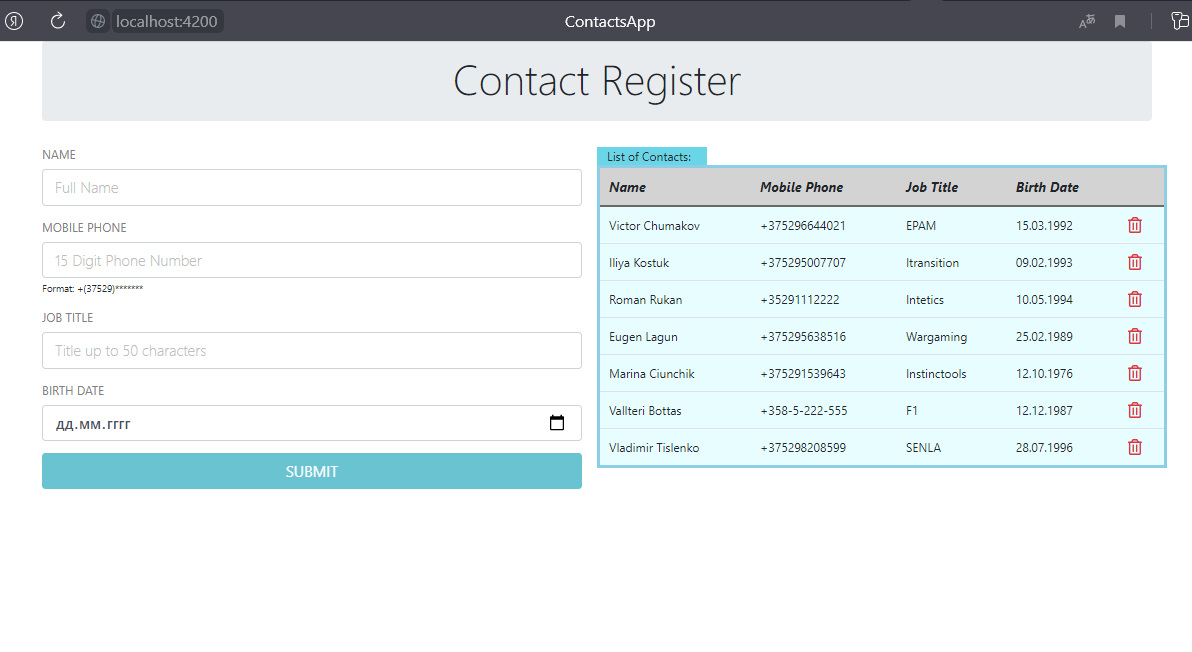 Я localhost:4200 ContactsApp
Contact Register
NAME
Full Name
MOBILE PHONE
15 Digit Phone Number
Format: +(37529)*******
JOB TITLE
Title up to 50 characters
BIRTH DATE
дд.мм.гггг
SUBMIT
List of Contacts:
Name Mobile Phone Job Title Birth Date
Victor Chumakov +375296644021 EPAM 15.03.1992
Iliya Kostuk +375295007707 Itransition 09.02.1993
Roman Rukan +35291112222 Intetics 10.05.1994
Eugen Lagun +375295638516 Wargaming 25.02.1989
Marina Ciunchik +375291539643 Instinctools 12.10.1976
Vallteri Bottas +358-5-222-555 F1 12.12.1987
Vladimir Tislenko +375298208599 SENLA 28.07.1996